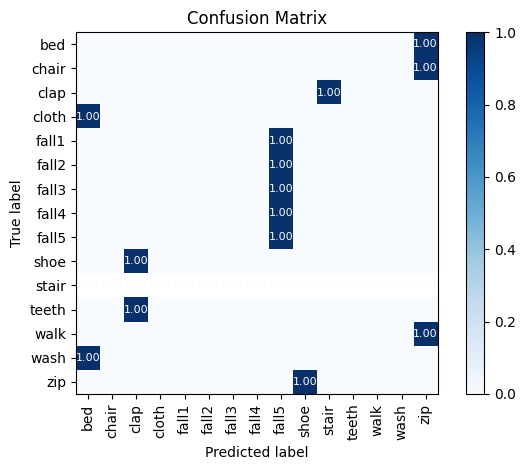 Confusion Matrix
True label
bed 1.00
chair 1.00
clap 1.00
cloth 1.00
fall1 1.00
fall2 1.00
fall3 1.00
fall4 1.00
fall5 1.00
shoe 1.00
stair
teeth 1.00
walk 1.00
wash 1.00
zip 1.00
bed chair clap cloth fall1 fall2 fall3 fall4 fall5 shoe stair teeth walk wash zip
Predicted label
1.0
0.8
0.6
0.4
0.2
0.0